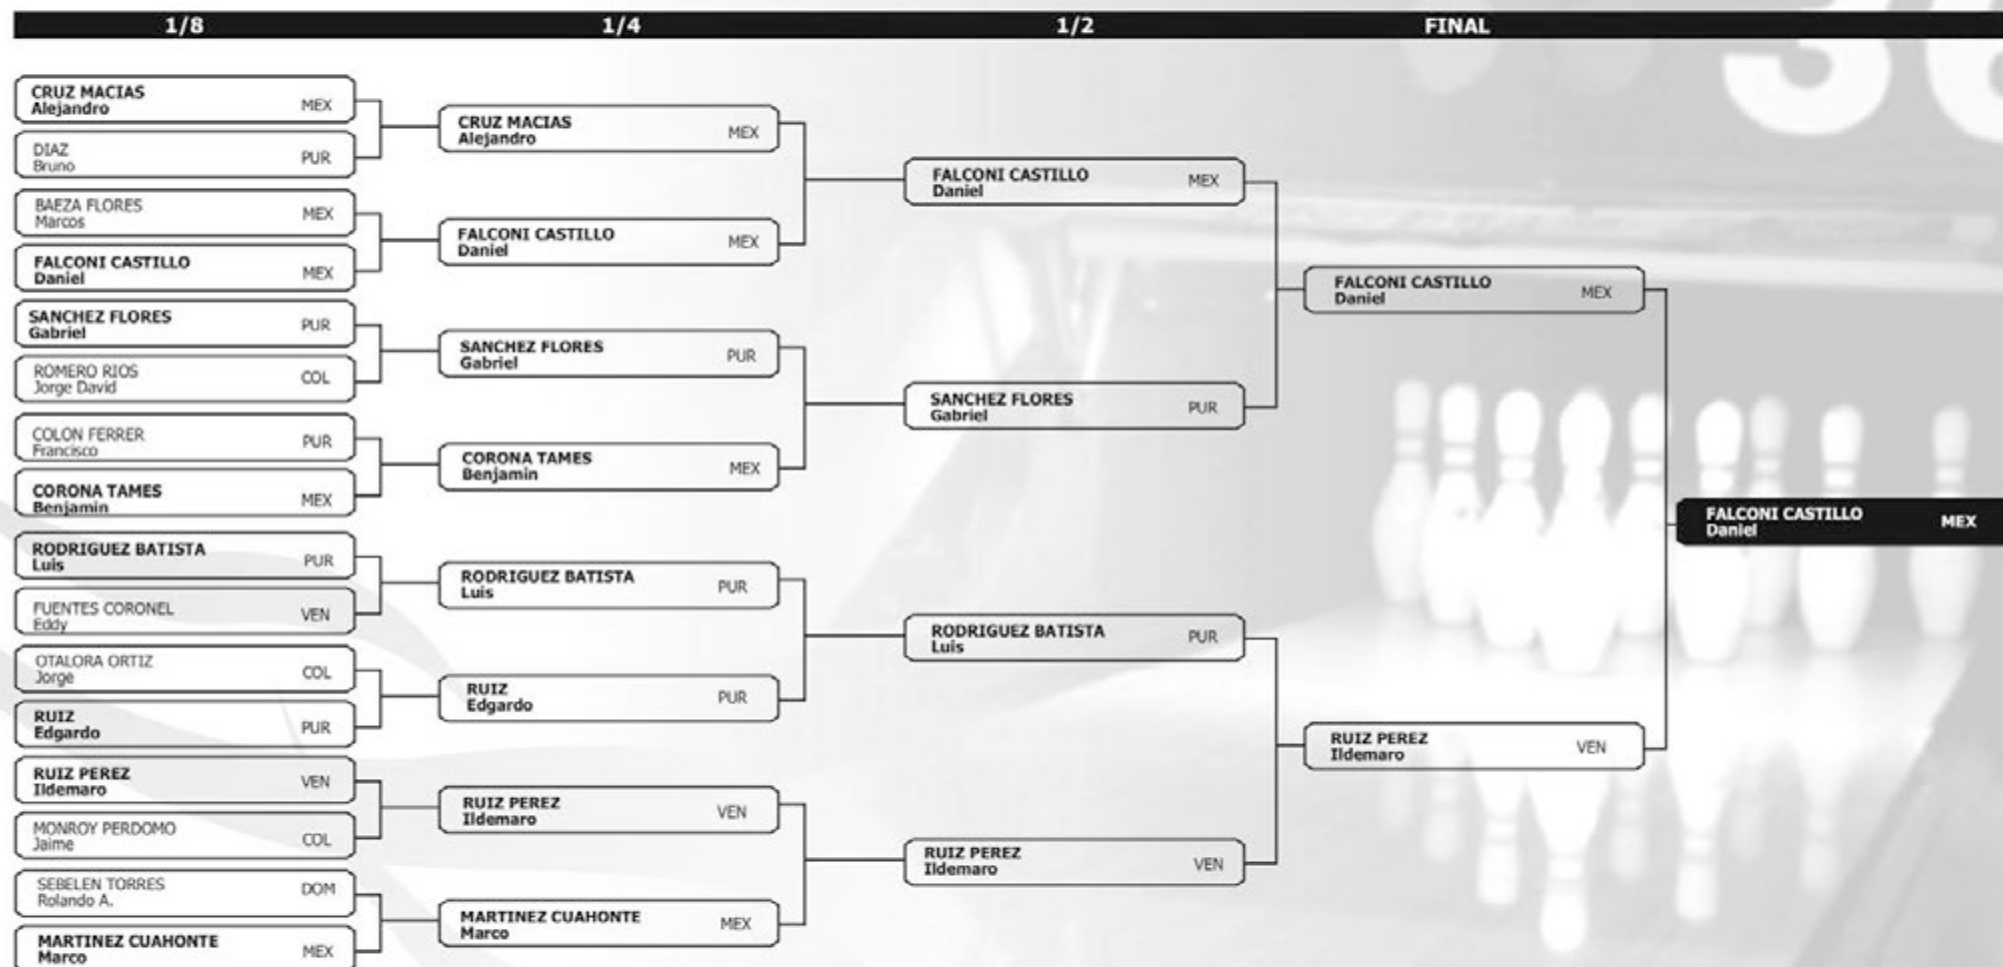 1/8 1/4 1/2 FINAL
36
CRUZ MACIAS
Alejandro MEX
DIAZ
Bruno PUR
BAEZA FLORES
Marcos MEX
FALCONI CASTILLO
Daniel MEX
SANCHEZ FLORES
Gabriel PUR
ROMERO RIOS
Jorge David COL
COLON FERRER
Francisco PUR
CORONA TAMES
Benjamin MEX
RODRIGUEZ BATISTA
Luis PUR
FUENTES CORONEL
Eddy VEN
OTALORA ORTIZ
Jorge COL
RUIZ
Edgardo PUR
RUIZ PEREZ
Ildemaro VEN
MONROY PERDOMO
Jaime COL
SEBELEN TORRES
Rolando A. DOM
MARTINEZ CUAHONTE
Marco MEX
CRUZ MACIAS
Alejandro MEX
FALCONI CASTILLO
Daniel MEX
SANCHEZ FLORES
Gabriel PUR
CORONA TAMES
Benjamin MEX
RODRIGUEZ BATISTA
Luis PUR
RUIZ
Edgardo PUR
RUIZ PEREZ
Ildemaro VEN
MARTINEZ CUAHONTE
Marco MEX
FALCONI CASTILLO
Daniel MEX
SANCHEZ FLORES
Gabriel PUR
RODRIGUEZ BATISTA
Luis PUR
RUIZ PEREZ
Ildemaro VEN
FALCONI CASTILLO
Daniel MEX
RUIZ PEREZ
Ildemaro VEN
FALCONI CASTILLO
Daniel MEX